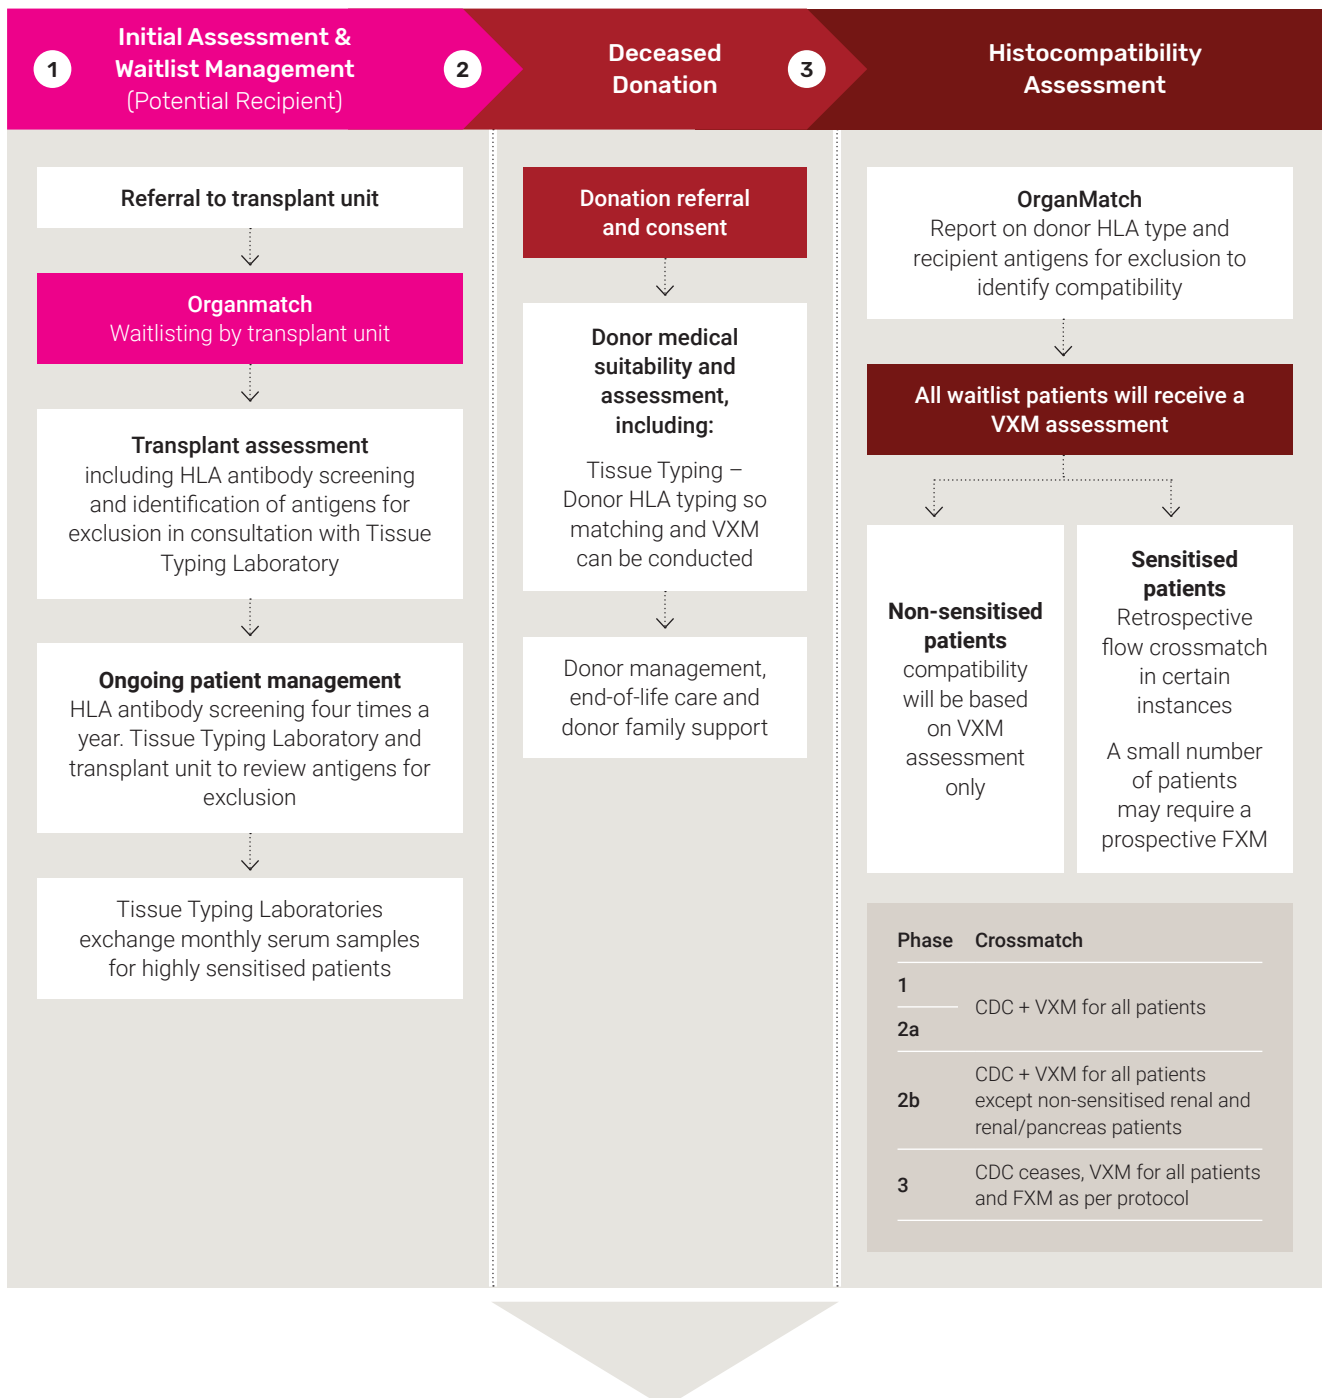 1
Initial Assessment &
Waitlist Management
(Potential Recipient)
2
Deceased
Donation
3
Histocompatibility
Assessment
Referral to transplant unit
Organmatch
Waitlisting by transplant unit
Transplant assessment
including HLA antibody screening
and identification of antigens for
exclusion in consultation with Tissue
Typing Laboratory
Ongoing patient management
HLA antibody screening four times a
year. Tissue Typing Laboratory and
transplant unit to review antigens for
exclusion
Tissue Typing Laboratories
exchange monthly serum samples
for highly sensitised patients
Donation referral
and consent
Donor medical
suitability and
assessment,
including:
Tissue Typing –
Donor HLA typing so
matching and VXM
can be conducted
Donor management,
end-of-life care and
donor family support
OrganMatch
Report on donor HLA type and
recipient antigens for exclusion to
identify compatibility
All waitlist patients will receive a
VXM assessment
Non-sensitised
patients
compatibility
will be based
on VXM
assessment
only
Sensitised
patients
Retrospective
flow crossmatch
in certain
instances
A small number
of patients
may require a
prospective FXM
Phase Crossmatch
1
CDC + VXM for all patients
2a
2b
CDC + VXM for all patients
except non-sensitised renal and
renal/pancreas patients
3
CDC ceases, VXM for all patients
and FXM as per protocol